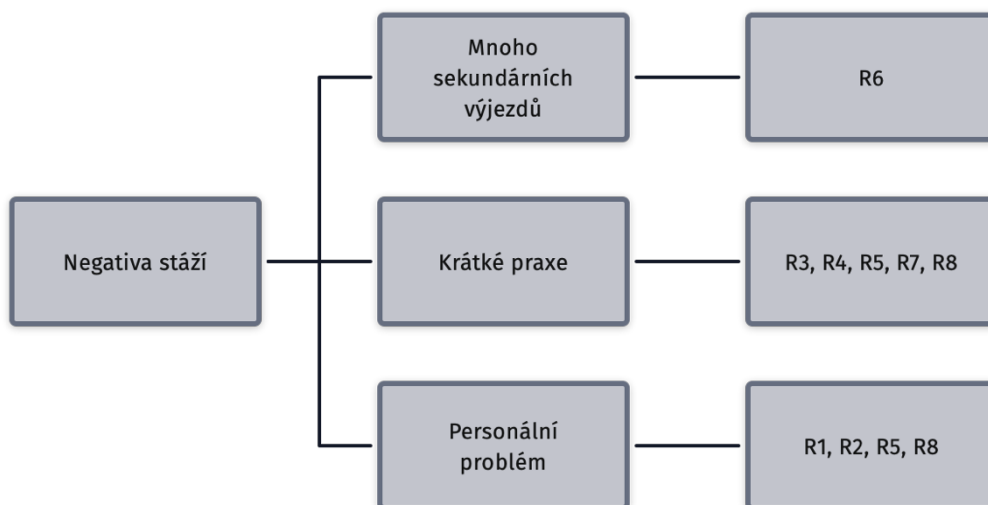 Mnoho
sekundárních
výjezdů
R6
Negativa stáží
Krátké praxe
R3, R4, R5, R7, R8
Personální
problém
R1, R2, R5, R8